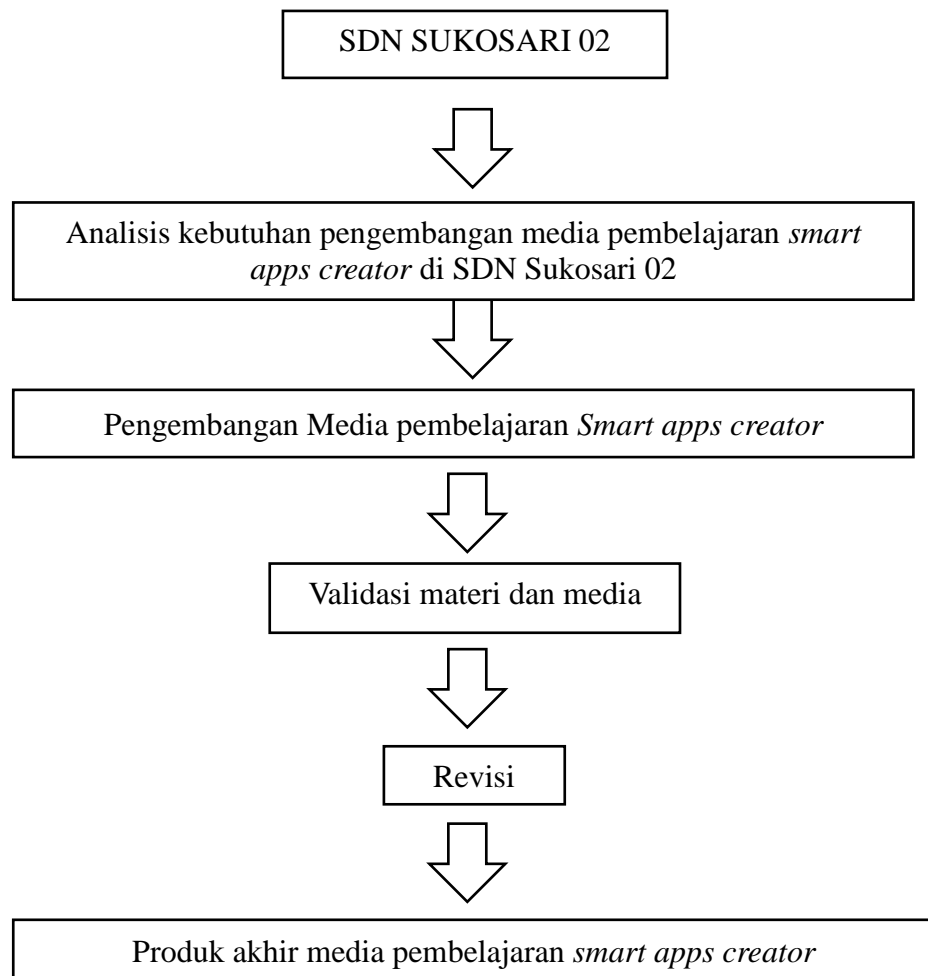 SDN SUKOSARI 02
Analisis kebutuhan pengembangan media pembelajaran smart
apps creator di SDN Sukosari 02
Pengembangan Media pembelajaran Smart apps creator
Validasi materi dan media
Revisi
Produk akhir media pembelajaran smart apps creator